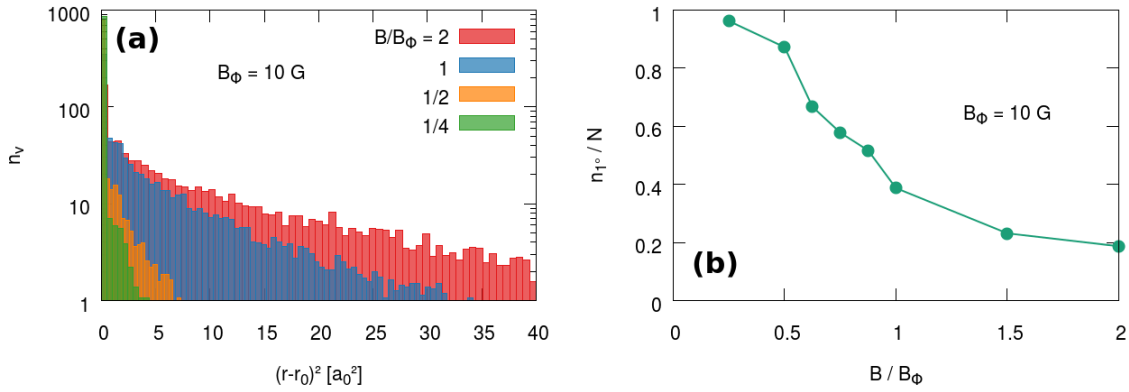 (a)
B/BΦ = 2
1
1/2
1/4
BΦ = 10 G
1000
100
10
1
nv
0 5 10 15 20 25 30 35 40
(r-r0)² [a0²]
(b)
BΦ = 10 G
1
0.8
0.6
0.4
0.2
0
n1° / N
0 0.5 1 1.5 2
B / BΦ